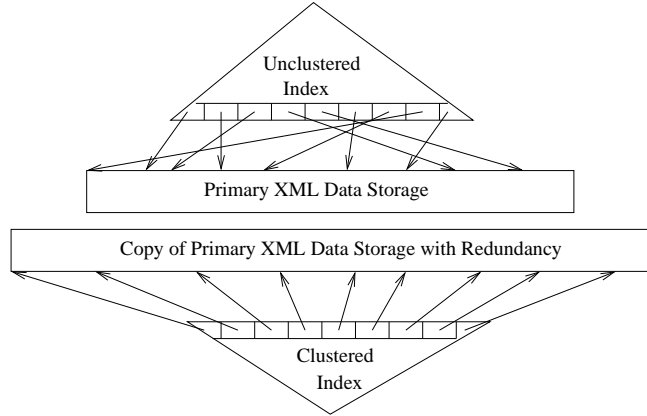 Unclustered
Index
Primary XML Data Storage
Copy of Primary XML Data Storage with Redundancy
Clustered
Index